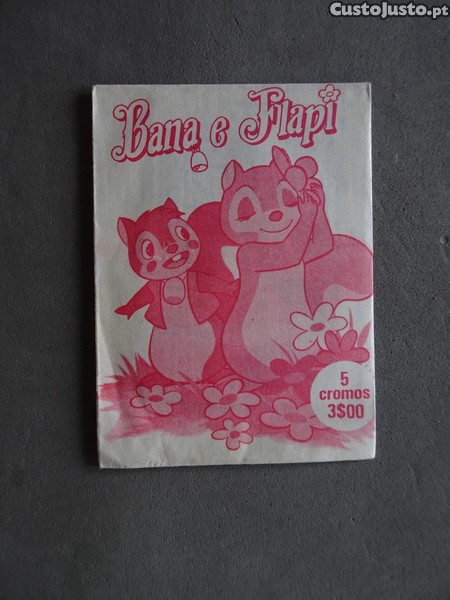 CustoJusto.pt
Bana e Flapi
5
cromos
3$00